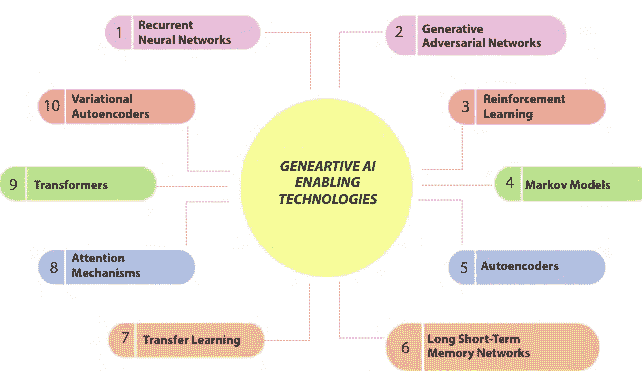 GENEARTIVE AI
ENABLING
TECHNOLOGIES
1 Recurrent
Neural Networks
2 Generative
Adversarial Networks
3 Reinforcement
Learning
4 Markov Models
5 Autoencoders
6 Long Short-Term
Memory Networks
7 Transfer Learning
8 Attention
Mechanisms
9 Transformers
10 Variational
Autoencoders